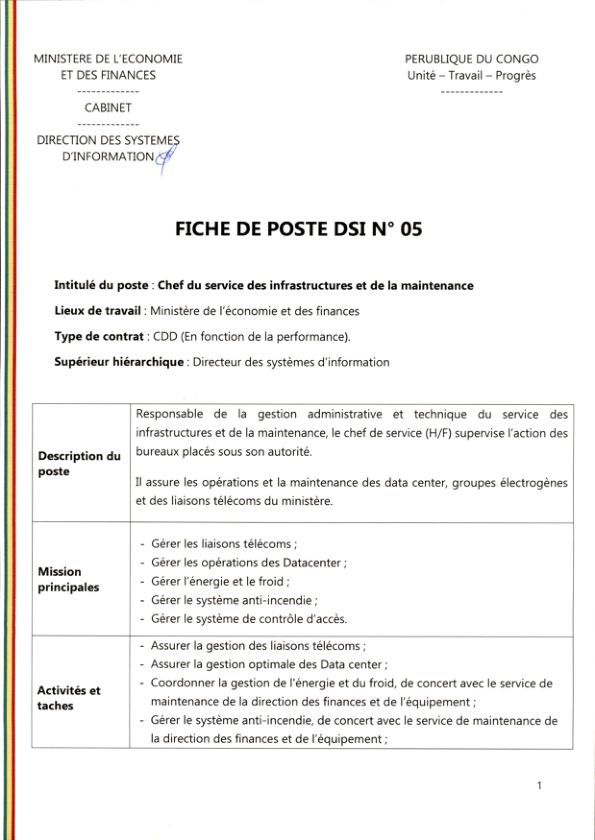 MINISTERE DE L'ECONOMIE
ET DES FINANCES
-------------
CABINET
-------------
DIRECTION DES SYSTEMES
D'INFORMATION
PERUBLIQUE DU CONGO
Unité – Travail – Progrès
-------------
FICHE DE POSTE DSI N° 05
Intitulé du poste : Chef du service des infrastructures et de la maintenance
Lieux de travail : Ministère de l'économie et des finances
Type de contrat : CDD (En fonction de la performance).
Supérieur hiérarchique : Directeur des systèmes d'information
Description du
poste
Responsable de la gestion administrative et technique du service des
infrastructures et de la maintenance, le chef de service (H/F) supervise l'action des
bureaux placés sous son autorité.
Il assure les opérations et la maintenance des data center, groupes électrogènes
et des liaisons télécoms du ministère.
Mission
principales
- Gérer les liaisons télécoms ;
- Gérer les opérations des Datacenter ;
- Gérer l'énergie et le froid ;
- Gérer le système anti-incendie ;
- Gérer le système de contrôle d'accès.
Activités et
taches
- Assurer la gestion des liaisons télécoms ;
- Assurer la gestion optimale des Data center ;
- Coordonner la gestion de l'énergie et du froid, de concert avec le service de
maintenance de la direction des finances et de l'équipement ;
- Gérer le système anti-incendie, de concert avec le service de maintenance de
la direction des finances et de l'équipement ;
1